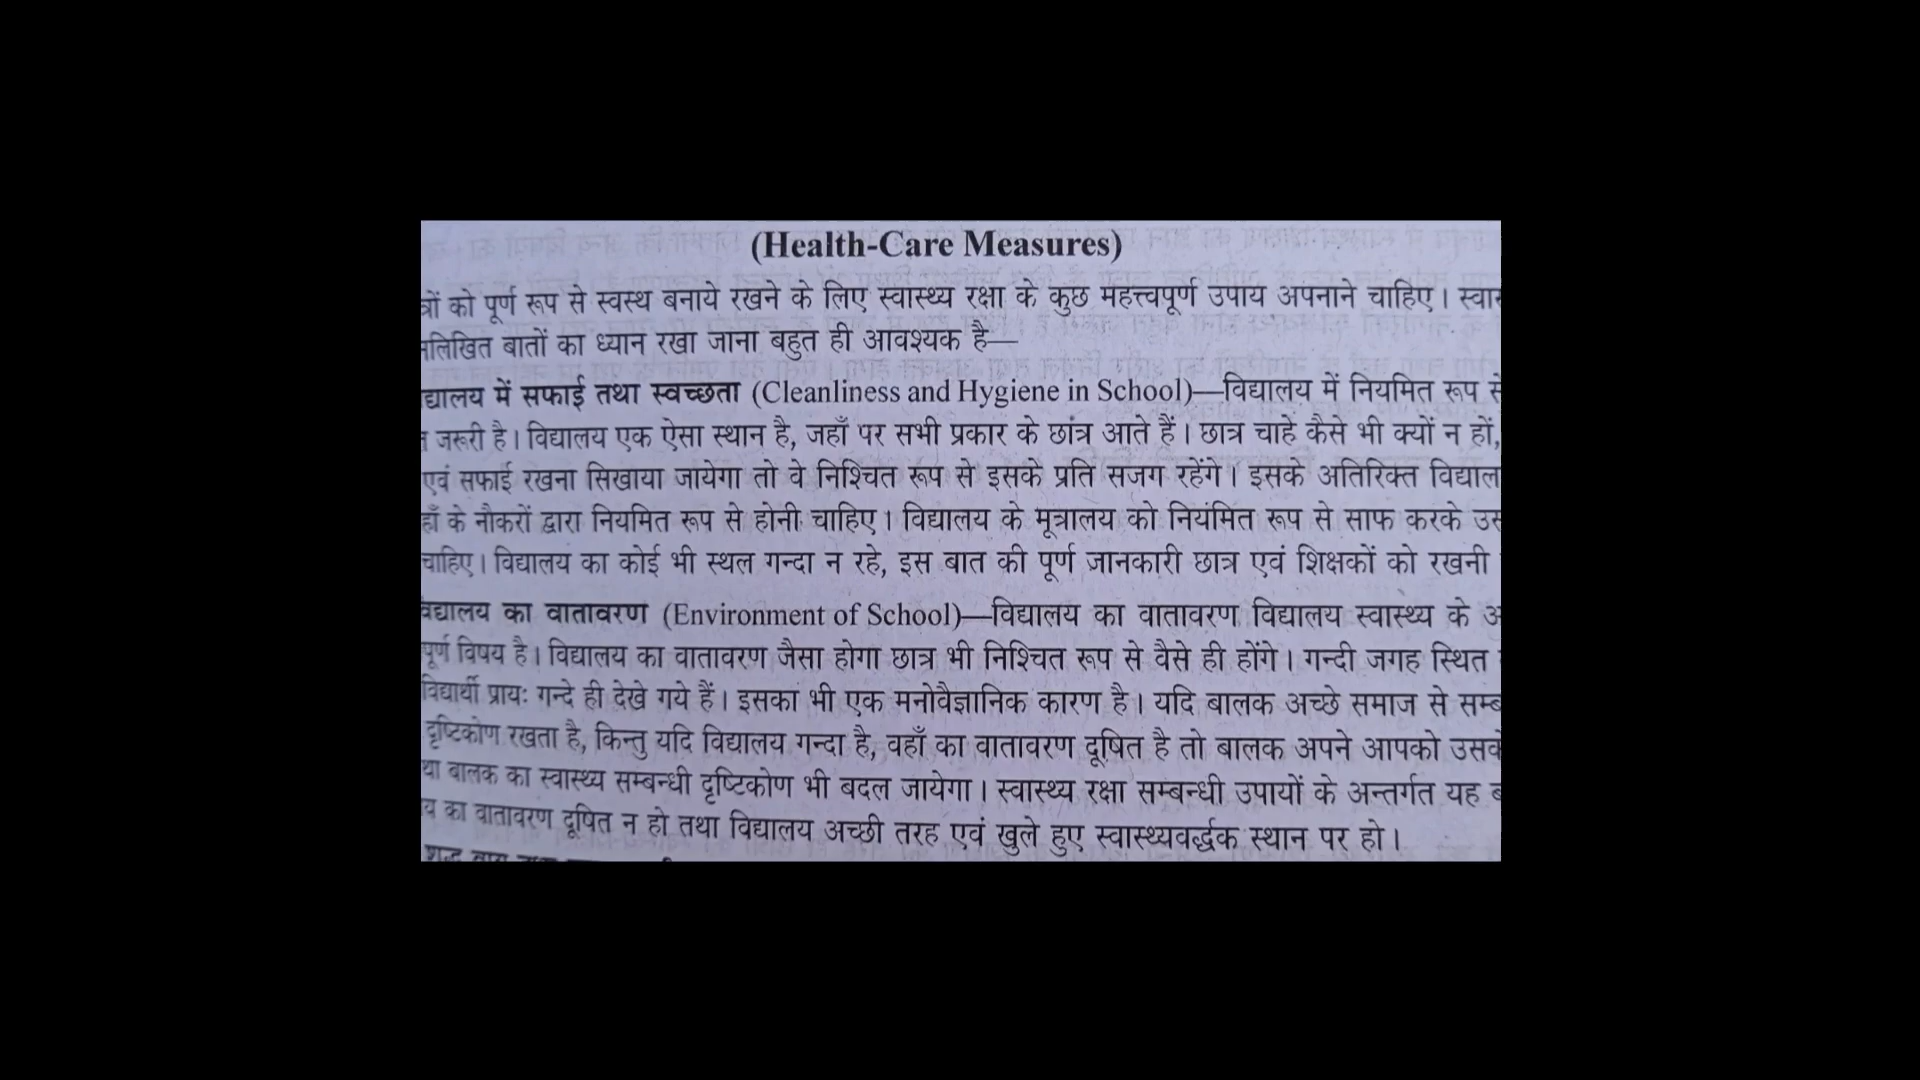 (Health-Care Measures)
को पूर्ण रूप से स्वस्थ बनाये रखने के लिए स्वास्थ्य रक्षा के कुछ महत्त्वपूर्ण उपाय अपनाने चाहिए।
बातों का ध्यान रखा जाना बहुत ही आवश्यक है—
में सफाई तथा स्वच्छता (Cleanliness and Hygiene in School)—विद्यालय में नियमित रूप से
जरूरी है। विद्यालय एक ऐसा स्थान है, जहाँ पर सभी प्रकार के छांत्र आते हैं। छात्र चाहे कैसे भी क्यों न हों,
एवं सफाई रखना सिखाया जायेगा तो वे निश्चित रूप से इसके प्रति सजग रहेंगे। इसके अतिरिक्त
के नौकरों द्वारा नियमित रूप से होनी चाहिए। विद्यालय के मूत्रालय को नियंमित रूप से साफ करके
चाहिए। विद्यालय का कोई भी स्थल गन्दा न रहे, इस बात की पूर्ण जानकारी छात्र एवं शिक्षकों को रखनी
का वातावरण (Environment of School)—विद्यालय का वातावरण विद्यालय स्वास्थ्य के
पूर्ण विषय है। विद्यालय का वातावरण जैसा होगा छात्र भी निश्चित रूप से वैसे ही होंगे। गन्दी जगह स्थित
विद्यार्थी प्रायः गन्दे ही देखे गये हैं। इसका भी एक मनोवैज्ञानिक कारण है। यदि बालक अच्छे समाज से
दृष्टिकोण रखता है, किन्तु यदि विद्यालय गन्दा है, वहाँ का वातावरण दूषित है तो बालक अपने आपको
बालक का स्वास्थ्य सम्बन्धी दृष्टिकोण भी बदल जायेगा। स्वास्थ्य रक्षा सम्बन्धी उपायों के अन्तर्गत यह
का वातावरण दूषित न हो तथा विद्यालय अच्छी तरह एवं खुले हुए स्वास्थ्यवर्द्धक स्थान पर हो।